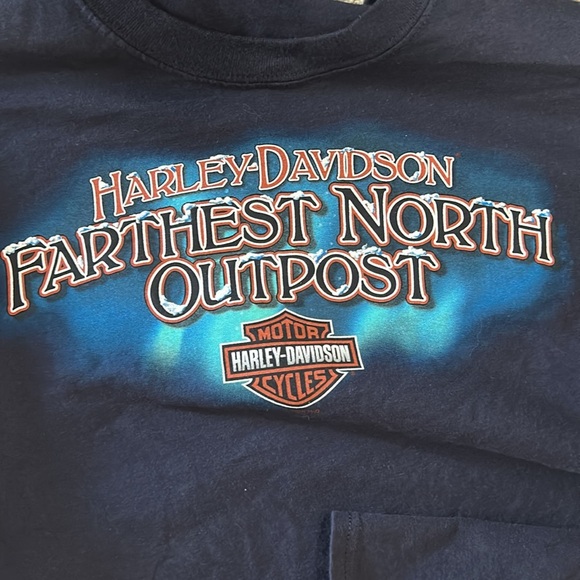 HARLEY-DAVIDSON
FARTHEST NORTH
OUTPOST
MOTOR
HARLEY-DAVIDSON
CYCLES